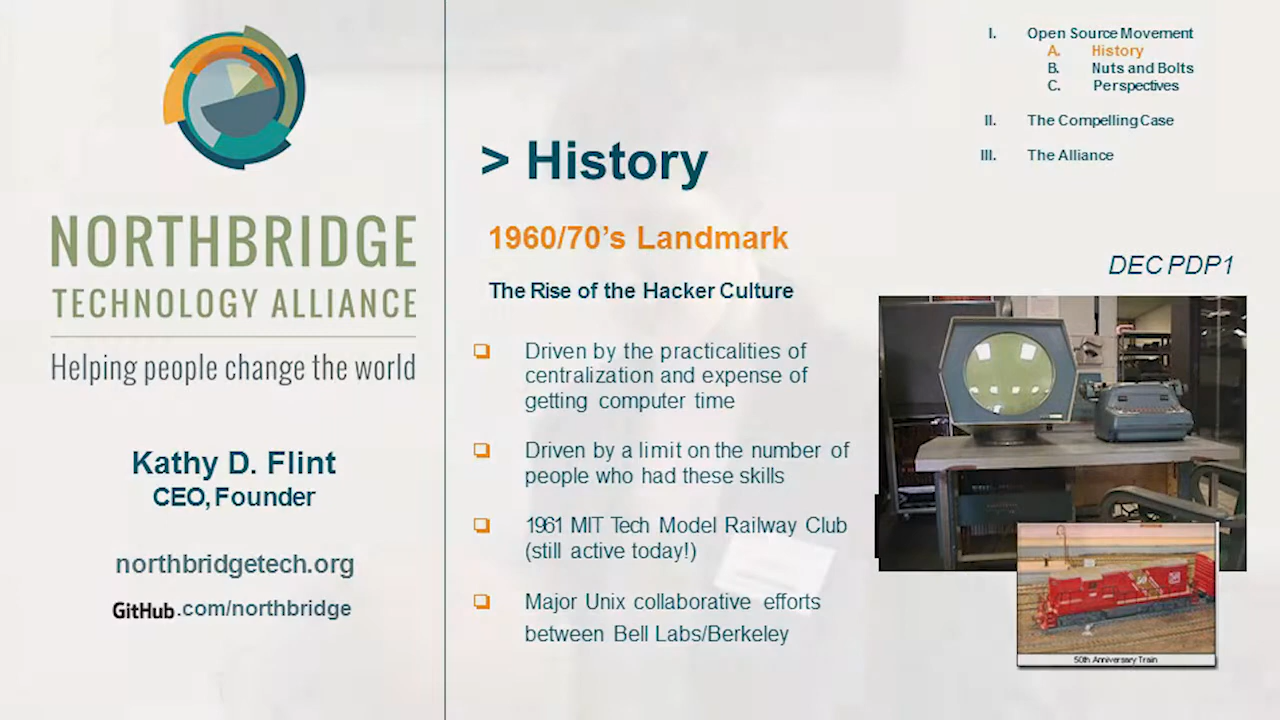 NORTHBRIDGE
TECHNOLOGY ALLIANCE
Helping people change the world
Kathy D. Flint
CEO, Founder
northbridgetech.org
GitHub.com/northbridge
> History
1960/70's Landmark
The Rise of the Hacker Culture
Driven by the practicalities of
centralization and expense of
getting computer time
Driven by a limit on the number of
people who had these skills
1961 MIT Tech Model Railway Club
(still active today!)
Major Unix collaborative efforts
between Bell Labs/Berkeley
I. Open Source Movement
A. History
B. Nuts and Bolts
C. Perspectives
II. The Compelling Case
III. The Alliance
DEC PDP1
50th Anniversary Train